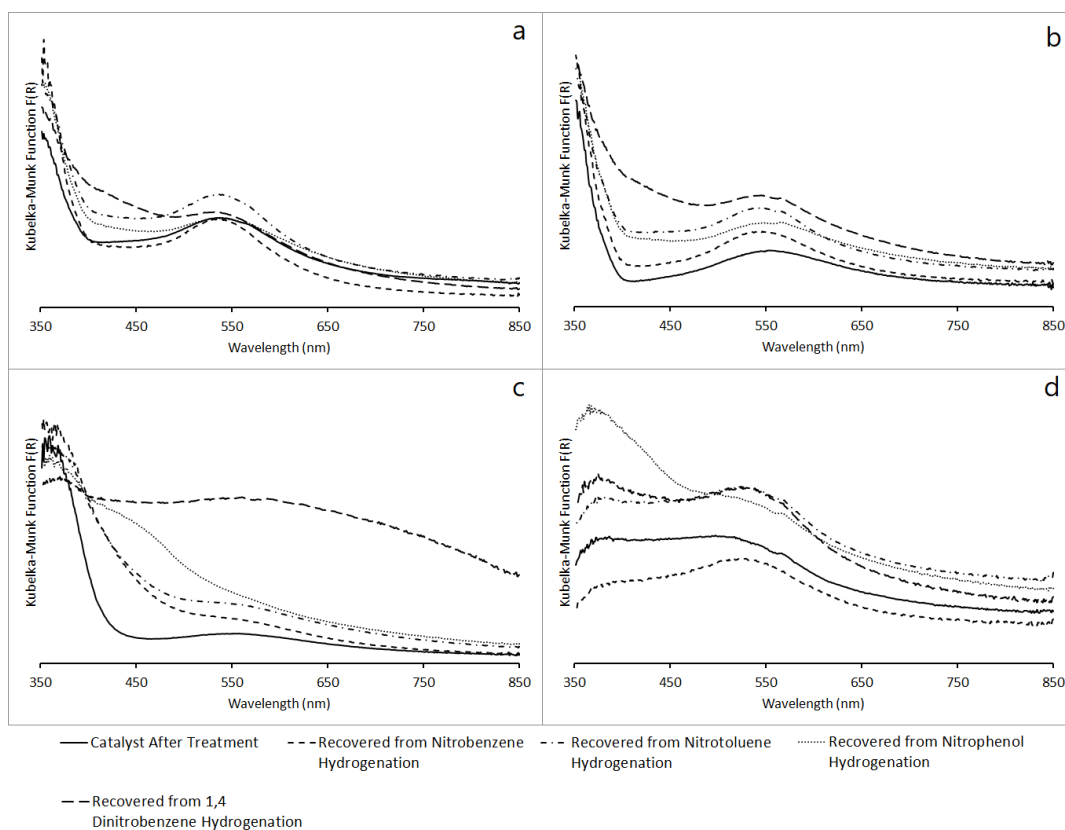 a
Kubelka-Munk Function F(R)
350 450 550 650 750 850
Wavelength (nm)
b
Kubelka-Munk Function F(R)
350 450 550 650 750 850
Wavelength (nm)
c
Kubelka-Munk Function F(R)
350 450 550 650 750 850
Wavelength (nm)
d
Kubelka-Munk Function F(R)
350 450 550 650 750 850
Wavelength (nm)
Catalyst After Treatment
Recovered from Nitrobenzene
Hydrogenation
Recovered from Nitrotoluene
Hydrogenation
Recovered from Nitrophenol
Hydrogenation
Recovered from 1,4
Dinitrobenzene Hydrogenation